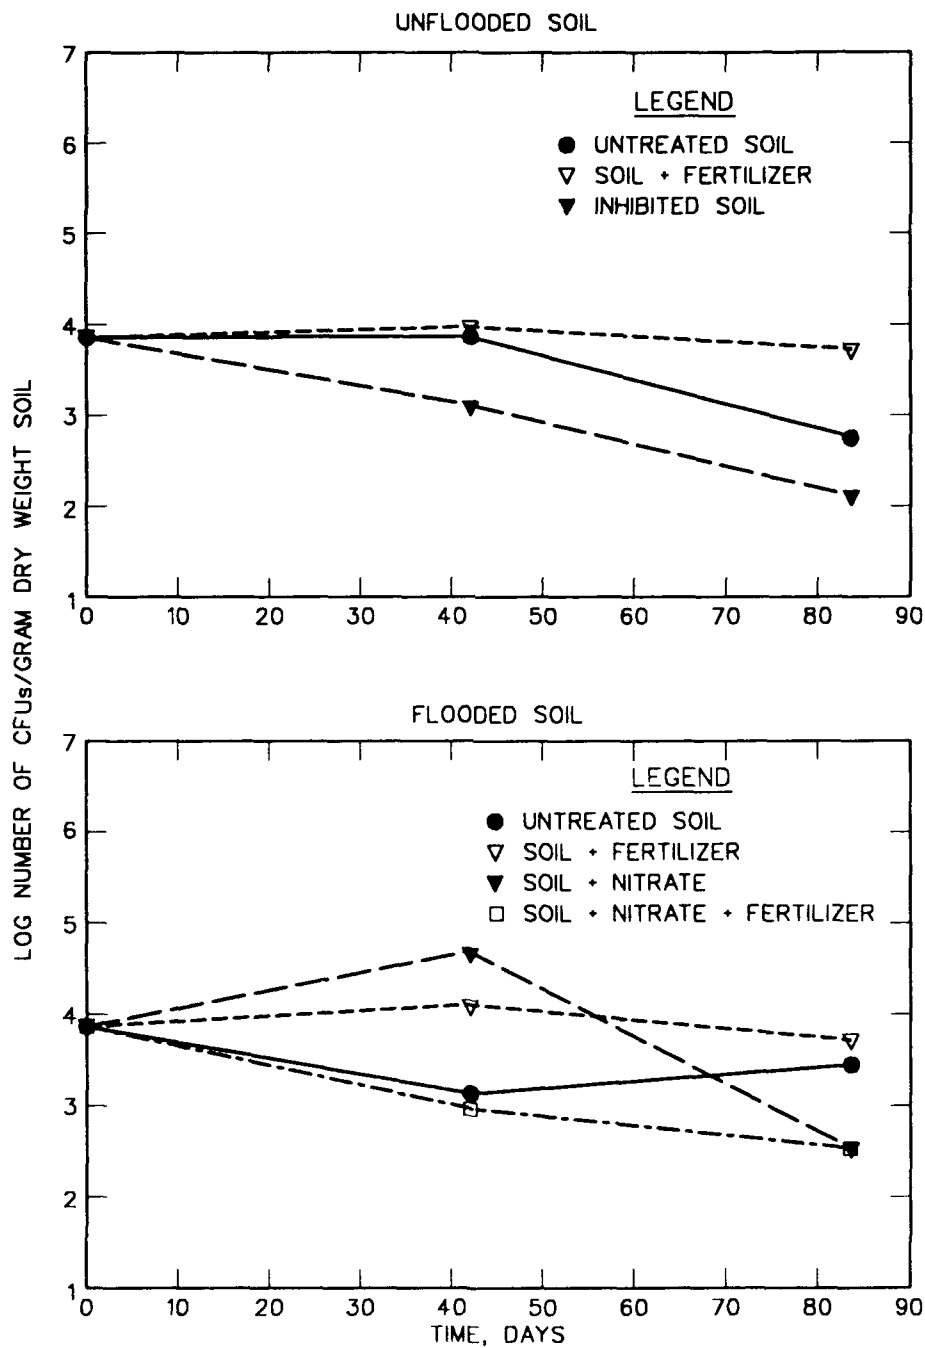 UNFLOODED SOIL
7
LEGEND
6
● UNTREATED SOIL
▽ SOIL + FERTILIZER
▼ INHIBITED SOIL
5
4
3
2
1
0 10 20 30 40 50 60 70 80 90
LOG NUMBER OF CFUs/GRAM DRY WEIGHT SOIL
FLOODED SOIL
7
LEGEND
● UNTREATED SOIL
6
▽ SOIL + FERTILIZER
▼ SOIL + NITRATE
□ SOIL + NITRATE + FERTILIZER
5
4
3
2
1
0 10 20 30 40 50 60 70 80 90
TIME, DAYS